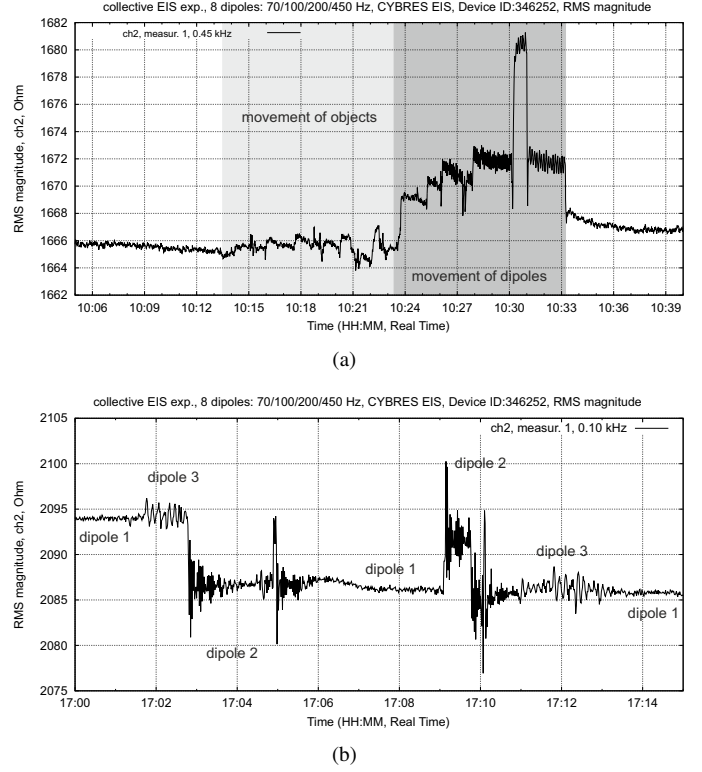 collective EIS exp., 8 dipoles: 70/100/200/450 Hz, CYBRES EIS, Device ID:346252, RMS magnitude
ch2, measur. 1, 0.45 kHz
RMS magnitude, ch2, Ohm
1682
1680
1678
1676
1674
1672
1670
1668
1666
1664
1662
movement of objects
movement of dipoles
10:06 10:09 10:12 10:15 10:18 10:21 10:24 10:27 10:30 10:33 10:36 10:39
Time (HH:MM, Real Time)
(a)
collective EIS exp., 8 dipoles: 70/100/200/450 Hz, CYBRES EIS, Device ID:346252, RMS magnitude
ch2, measur. 1, 0.10 kHz
RMS magnitude, ch2, Ohm
2105
2100
2095
2090
2085
2080
2075
dipole 1
dipole 3
dipole 2
dipole 1
dipole 2
dipole 3
dipole 1
17:00 17:02 17:04 17:06 17:08 17:10 17:12 17:14
Time (HH:MM, Real Time)
(b)